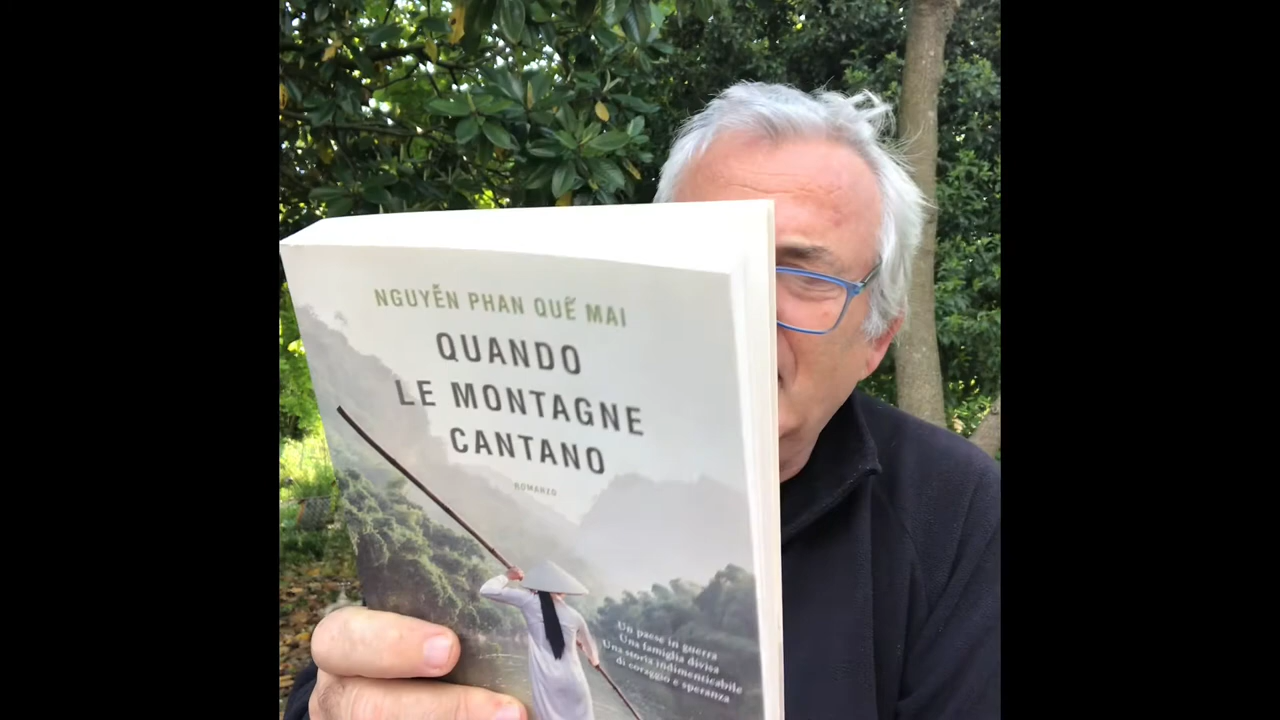 NGUYỄN PHAN QUẾ MAI
QUANDO
LE MONTAGNE
CANTANO
ROMANZO
Un paese in guerra
Una famiglia divisa
Una storia indimenticabile
di coraggio e speranza